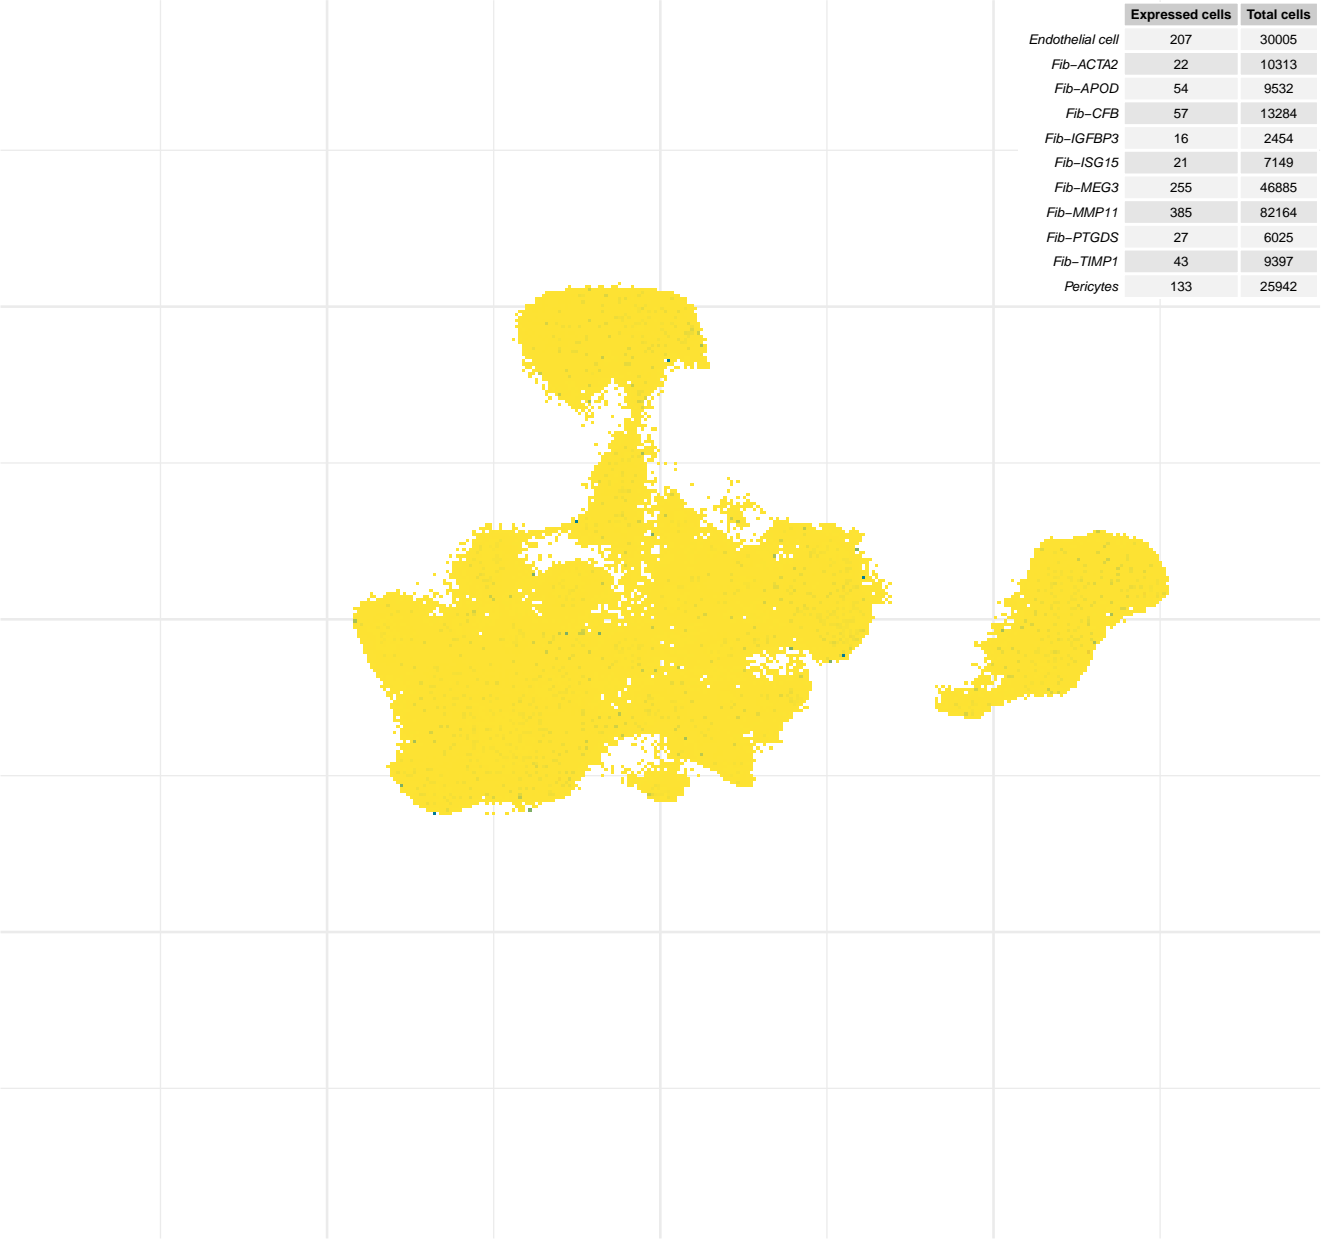 Expressed cells Total cells
Endothelial cell 207 30005
Fib−ACTA2 22 10313
Fib−APOD 54 9532
Fib−CFB 57 13284
Fib−IGFBP3 16 2454
Fib−ISG15 21 7149
Fib−MEG3 255 46885
Fib−MMP11 385 82164
Fib−PTGDS 27 6025
Fib−TIMP1 43 9397
Pericytes 133 25942